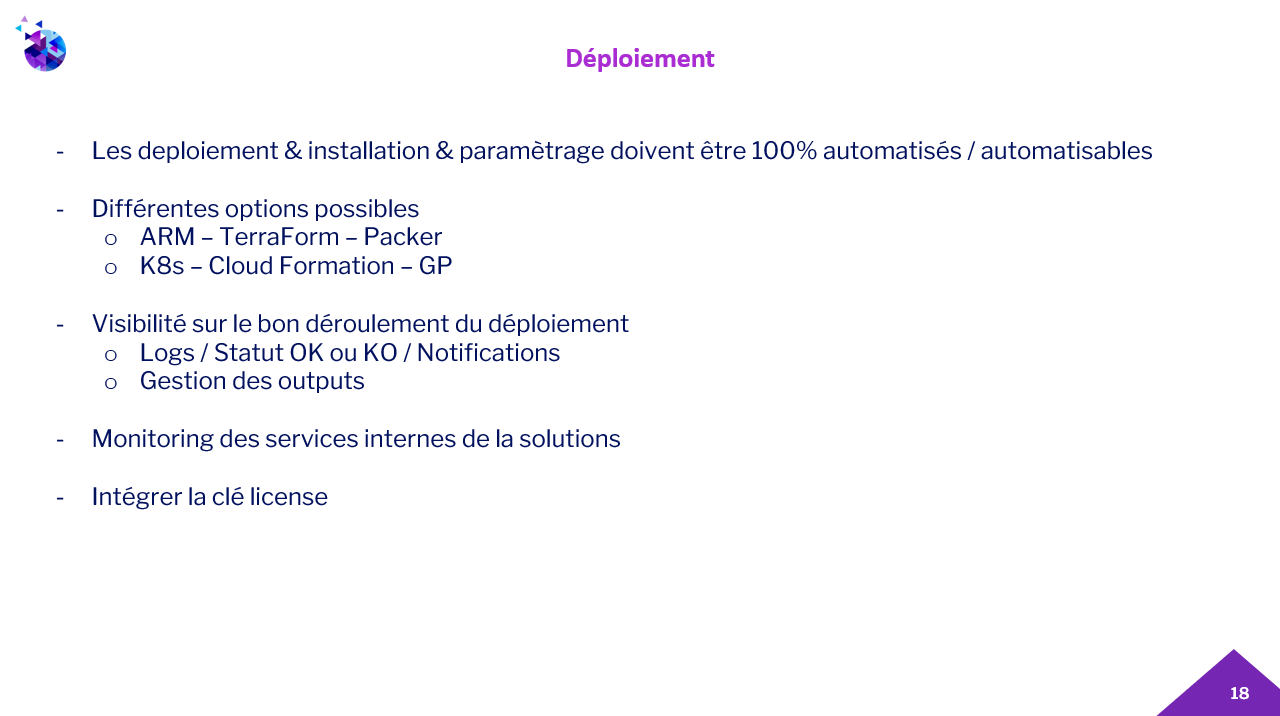 Déploiement
- Les deploiement & installation & paramètrage doivent être 100% automatisés / automatisables
- Différentes options possibles
o ARM – TerraForm – Packer
o K8s – Cloud Formation – GP
- Visibilité sur le bon déroulement du déploiement
o Logs / Statut OK ou KO / Notifications
o Gestion des outputs
- Monitoring des services internes de la solutions
- Intégrer la clé license
18